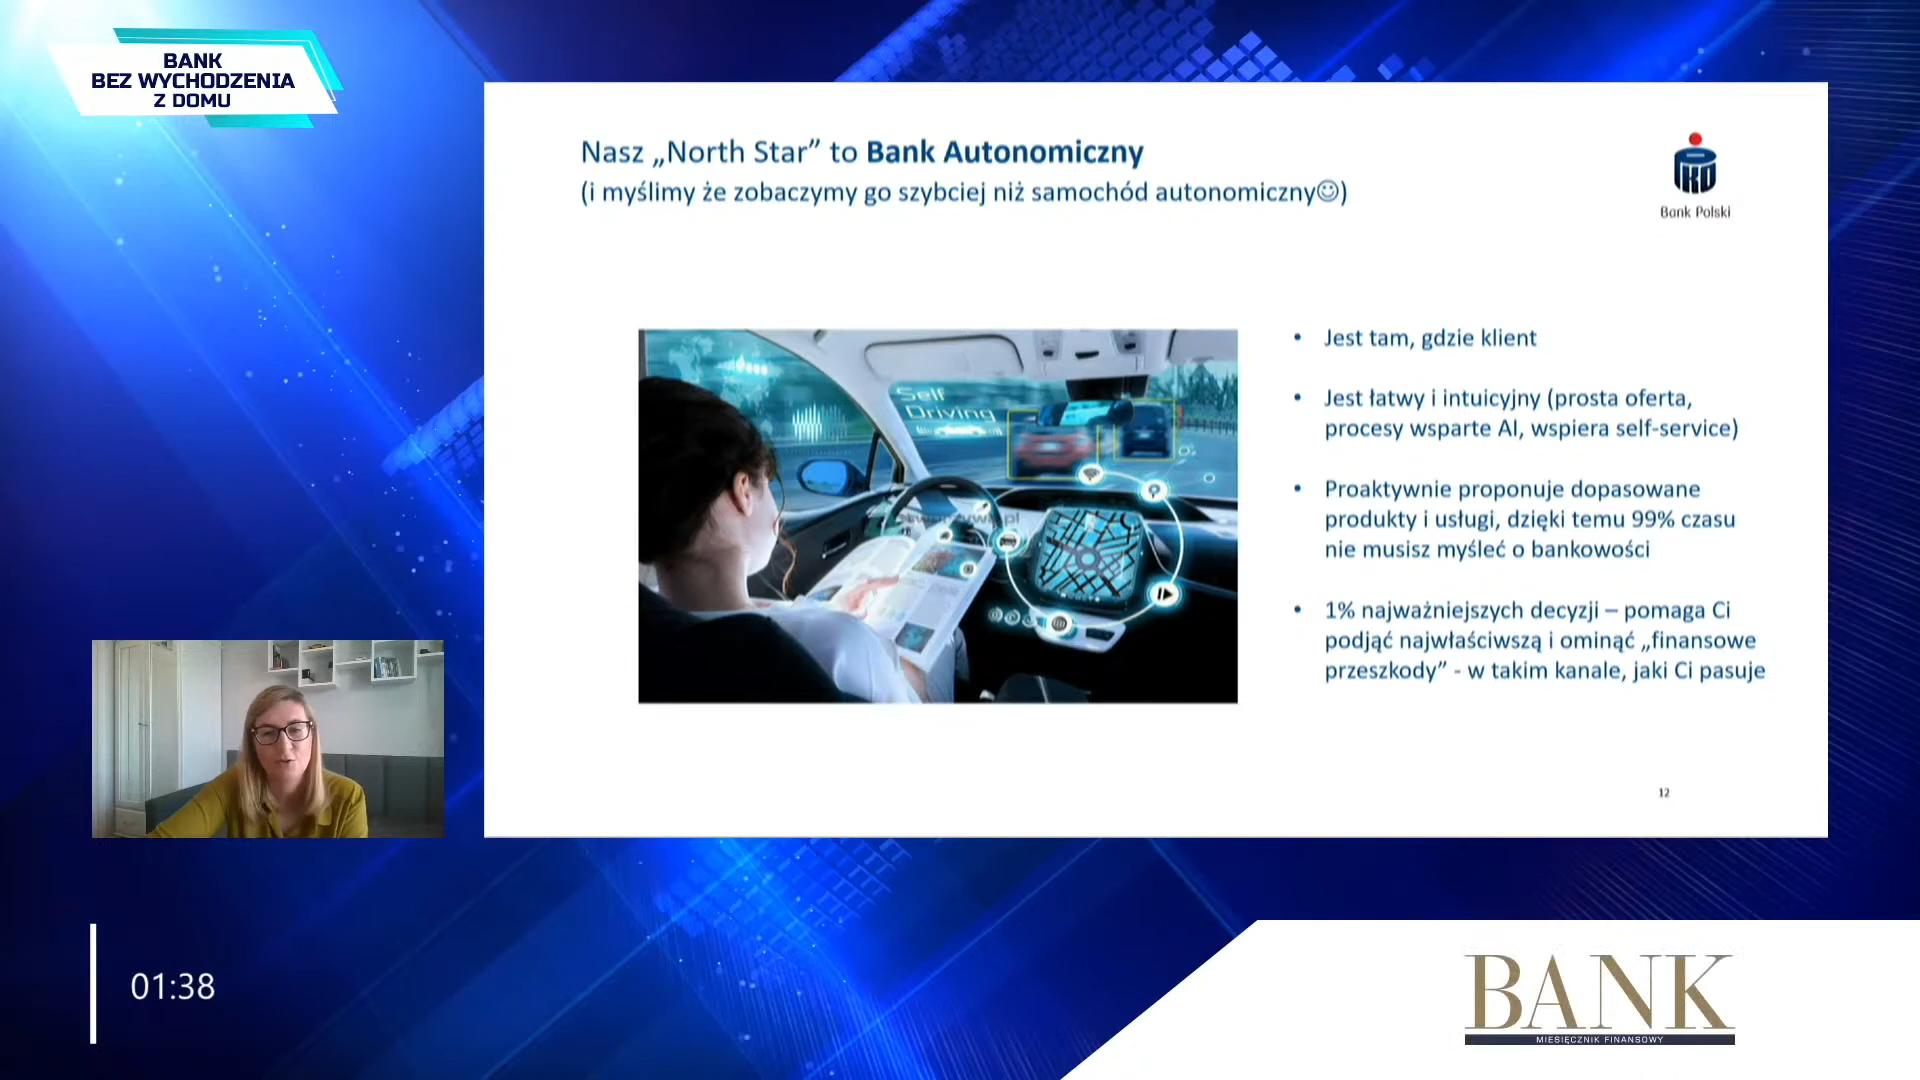 BANK
BEZ WYCHODZENIA
Z DOMU
Nasz „North Star” to Bank Autonomiczny
(i myślimy że zobaczymy go szybciej niż samochód autonomiczny☺)
PKO
Bank Polski
Self
Driving
• Jest tam, gdzie klient
• Jest łatwy i intuicyjny (prosta oferta,
procesy wsparte AI, wspiera self-service)
• Proaktywnie proponuje dopasowane
produkty i usługi, dzięki temu 99% czasu
nie musisz myśleć o bankowości
• 1% najważniejszych decyzji – pomaga Ci
podjąć najwłaściwszą i ominąć „finansowe
przeszkody” - w takim kanale, jaki Ci pasuje
12
01:38
BANK
MIESIĘCZNIK FINANSOWY